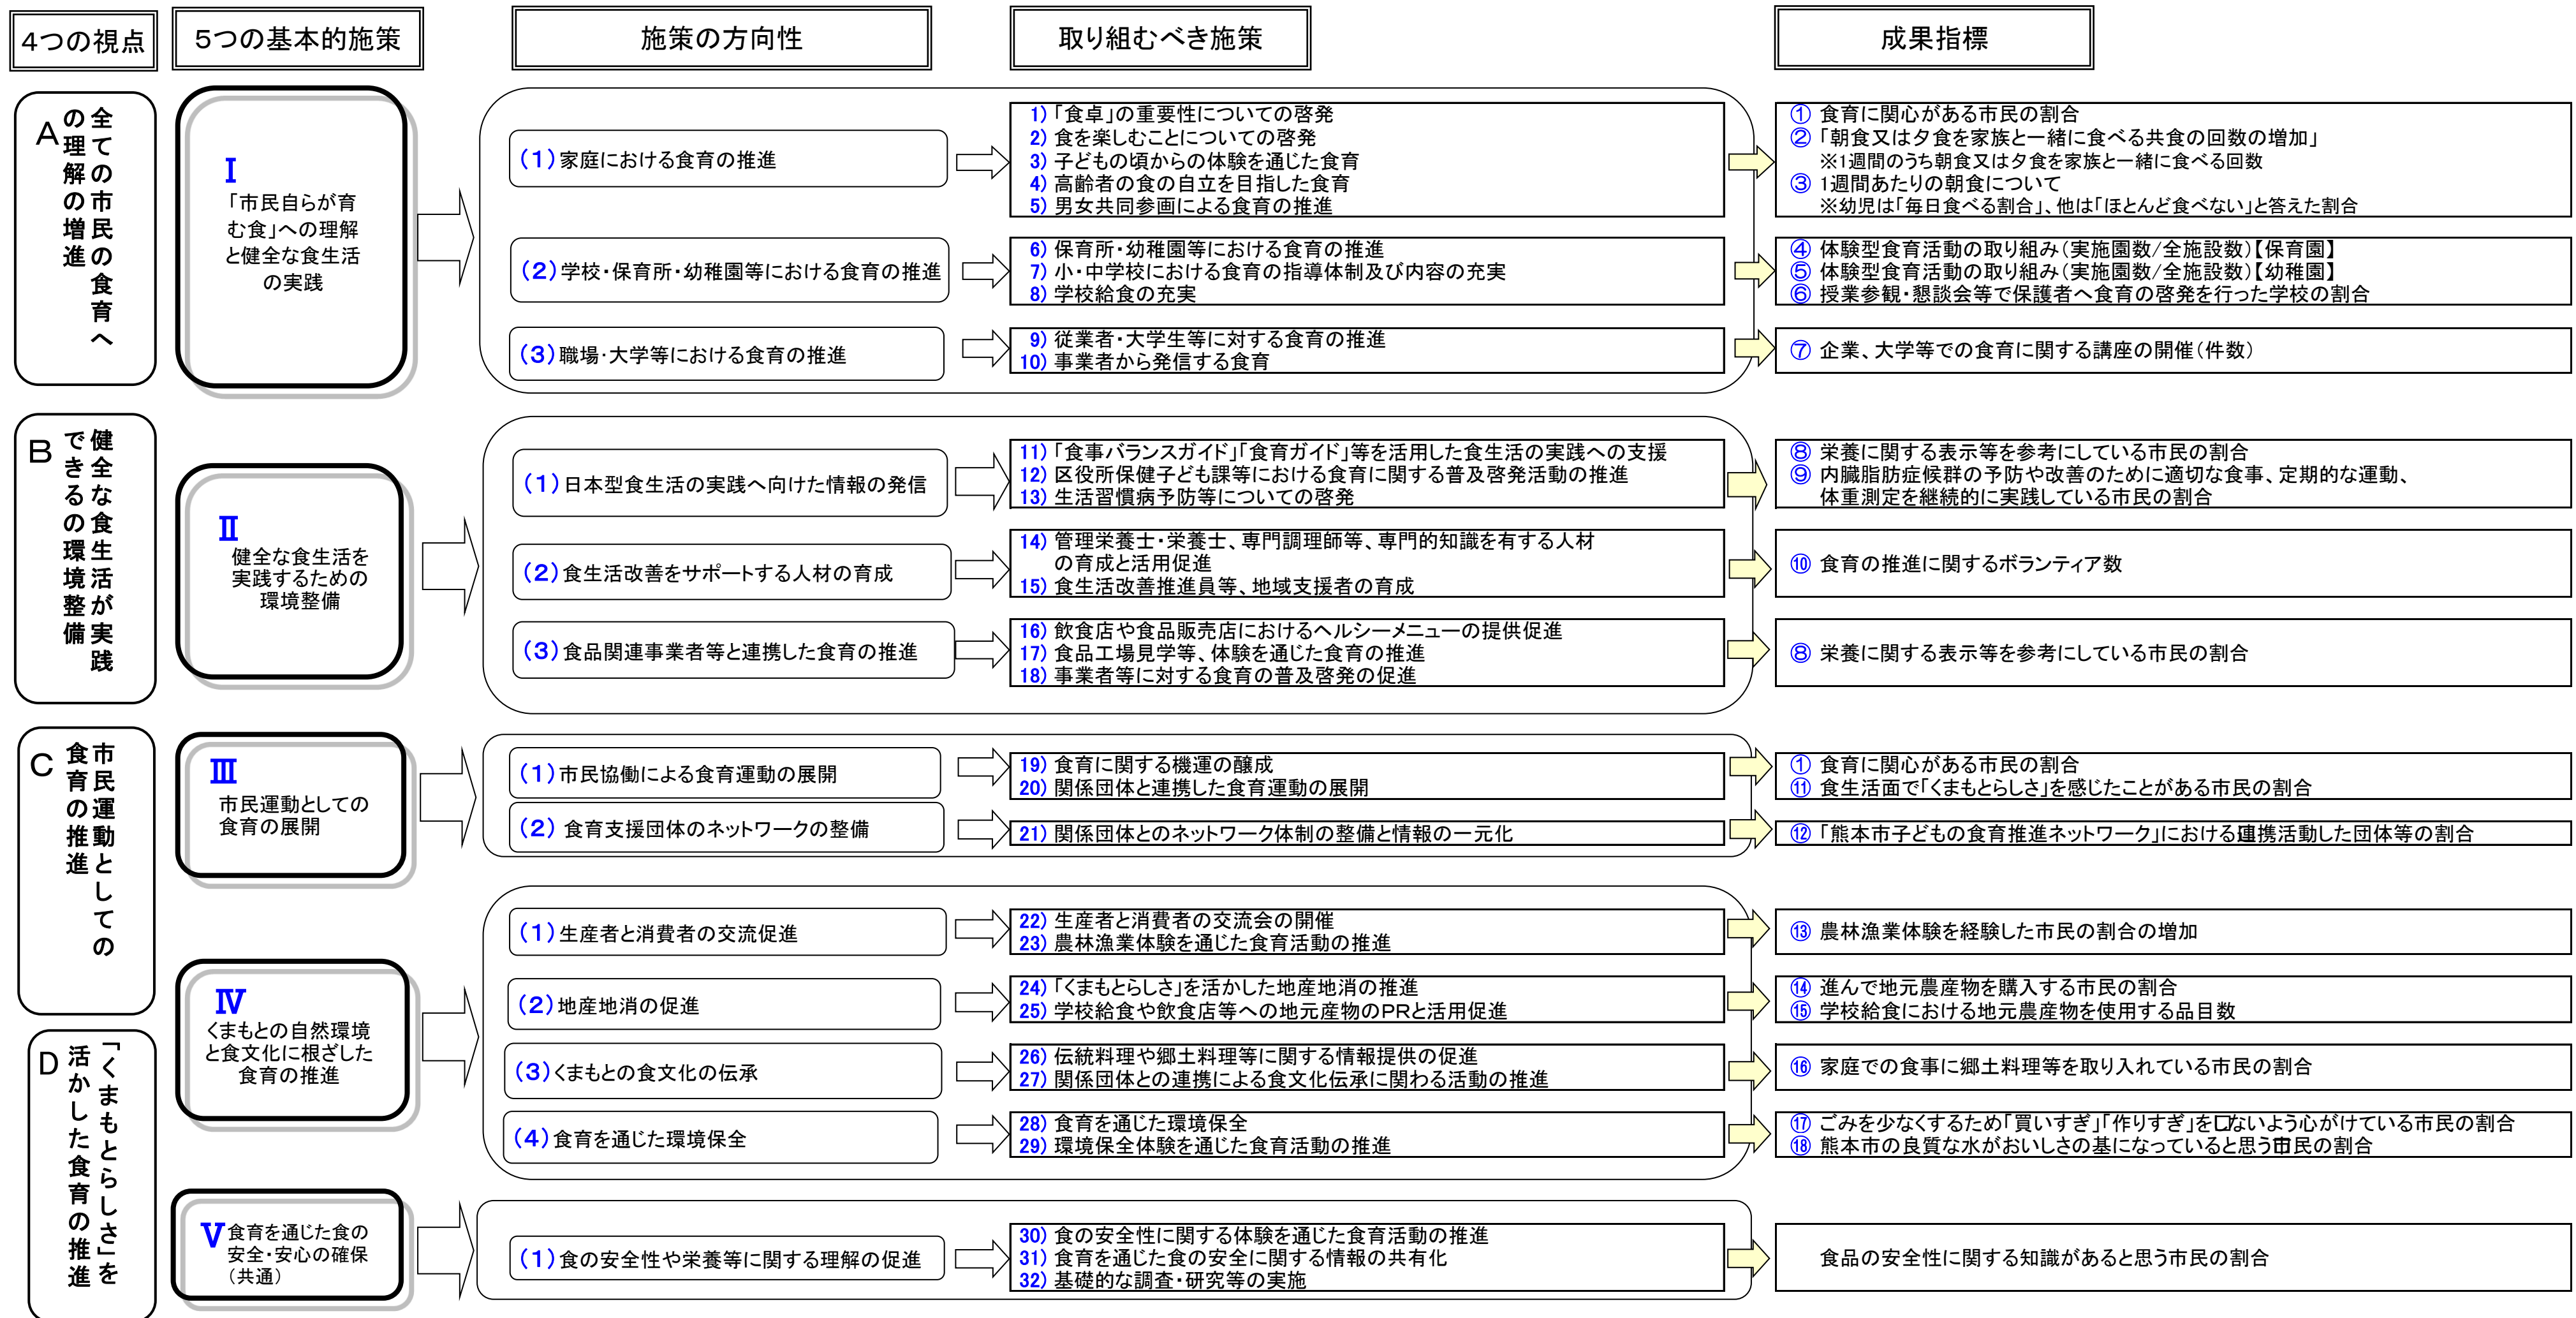 4つの視点
5つの基本的施策
施策の方向性
取り組むべき施策
成果指標
A
全ての市民の食育へ
の理解の増進
Ⅰ
「市民自らが育
む食」への理解
と健全な食生活
の実践
(1)家庭における食育の推進
1)「食卓」の重要性についての啓発
2)食を楽しむことについての啓発
3)子どもの頃からの体験を通じた食育
4)高齢者の食の自立を目指した食育
5)男女共同参画による食育の推進
① 食育に関心がある市民の割合
② 「朝食又は夕食を家族と一緒に食べる共食の回数の増加」
※1週間のうち朝食又は夕食を家族と一緒に食べる回数
③ 1週間あたりの朝食について
※幼児は「毎日食べる割合」、他は「ほとんど食べない」と答えた割合
(2)学校・保育所・幼稚園等における食育の推進
6)保育所・幼稚園等における食育の推進
7)小・中学校における食育の指導体制及び内容の充実
8)学校給食の充実
④ 体験型食育活動の取り組み(実施園数/全施設数)【保育園】
⑤ 体験型食育活動の取り組み(実施園数/全施設数)【幼稚園】
⑥ 授業参観・懇談会等で保護者へ食育の啓発を行った学校の割合
(3)職場・大学等における食育の推進
9)従業者・大学生等に対する食育の推進
10)事業者から発信する食育
⑦ 企業、大学等での食育に関する講座の開催(件数)
B
健全な食生活が実践
できるの環境整備
Ⅱ
健全な食生活を
実践するための
環境整備
(1)日本型食生活の実践へ向けた情報の発信
11)「食事バランスガイド」「食育ガイド」等を活用した食生活の実践への支援
12)区役所保健子ども課等における食育に関する普及啓発活動の推進
13)生活習慣病予防等についての啓発
⑧ 栄養に関する表示等を参考にしている市民の割合
⑨ 内臓脂肪症候群の予防や改善のために適切な食事、定期的な運動、
体重測定を継続的に実践している市民の割合
(2)食生活改善をサポートする人材の育成
14)管理栄養士・栄養士、専門調理師等、専門的知識を有する人材
の育成と活用促進
15)食生活改善推進員等、地域支援者の育成
⑩ 食育の推進に関するボランティア数
(3)食品関連事業者等と連携した食育の推進
16)飲食店や食品販売店におけるヘルシーメニューの提供促進
17)食品工場見学等、体験を通じた食育の推進
18)事業者等に対する食育の普及啓発の促進
⑧ 栄養に関する表示等を参考にしている市民の割合
C
市民運動としての
食育の推進
Ⅲ
市民運動としての
食育の展開
(1)市民協働による食育運動の展開
19)食育に関する機運の醸成
20)関係団体と連携した食育運動の展開
① 食育に関心がある市民の割合
⑪ 食生活面で「くまもとらしさ」を感じたことがある市民の割合
(2)食育支援団体のネットワークの整備
21)関係団体とのネットワーク体制の整備と情報の一元化
⑫ 「熊本市子どもの食育推進ネットワーク」における連携活動した団体等の割合
Ⅳ
くまもとの自然環境
と食文化に根ざした
食育の推進
(1)生産者と消費者の交流促進
22)生産者と消費者の交流会の開催
23)農林漁業体験を通じた食育活動の推進
⑬ 農林漁業体験を経験した市民の割合の増加
(2)地産地消の促進
24)「くまもとらしさ」を活かした地産地消の推進
25)学校給食や飲食店等への地元産物のPRと活用促進
⑭ 進んで地元農産物を購入する市民の割合
⑮ 学校給食における地元農産物を使用する品目数
D
「くまもとらしさ」を
活かした食育の推進
(3)くまもとの食文化の伝承
26)伝統料理や郷土料理等に関する情報提供の促進
27)関係団体との連携による食文化伝承に関わる活動の推進
⑯ 家庭での食事に郷土料理等を取り入れている市民の割合
(4)食育を通じた環境保全
28)食育を通じた環境保全
29)環境保全体験を通じた食育活動の推進
⑰ ごみを少なくするため「買いすぎ」「作りすぎ」をしないよう心がけている市民の割合
⑱ 熊本市の良質な水がおいしさの基になっていると思う市民の割合
Ⅴ
食育を通じた食の
安全・安心の確保
(共通)
(1)食の安全性や栄養等に関する理解の促進
30)食の安全性に関する体験を通じた食育活動の推進
31)食育を通じた食の安全に関する情報の共有化
32)基礎的な調査・研究等の実施
食品の安全性に関する知識があると思う市民の割合